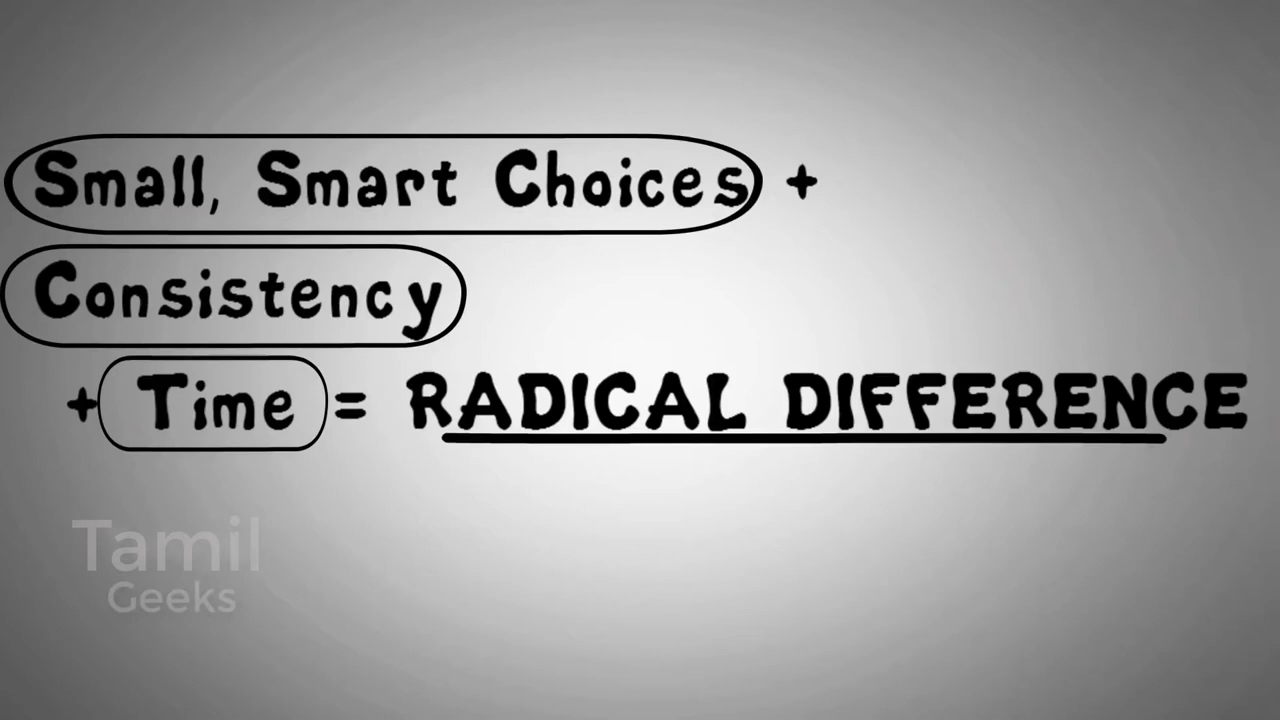 Small, Smart Choices +
Consistency
+ Time = RADICAL DIFFERENCE
Tamil
Geeks